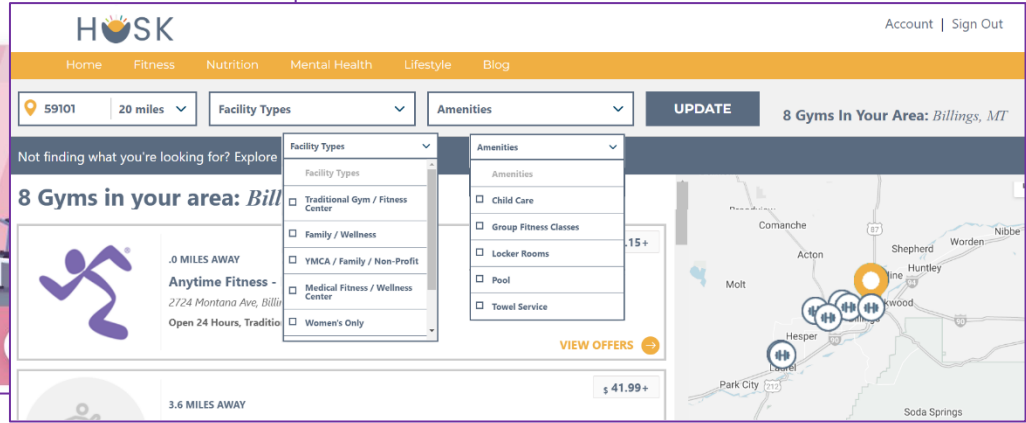 HUSK
Account | Sign Out
Home Fitness Nutrition Mental Health Lifestyle Blog
59101 20 miles Facility Types Amenities UPDATE 8 Gyms In Your Area: Billings, MT
Not finding what you're looking for? Explore
Facility Types
Facility Types
Traditional Gym / Fitness
Center
Family / Wellness
YMCA / Family / Non-Profit
Medical Fitness / Wellness
Center
Women's Only
Amenities
Amenities
Child Care
Group Fitness Classes
Locker Rooms
Pool
Towel Service
8 Gyms in your area: Bill
.15+
.0 MILES AWAY
Anytime Fitness -
2724 Montana Ave, Billin
Open 24 Hours, Traditio
VIEW OFFERS
$ 41.99+
3.6 MILES AWAY
Comanche
87
Nibbe
Worden
Shepherd
Acton
Huntley
Molt
Hesper
90
Laurel
Park City
212
Soda Springs